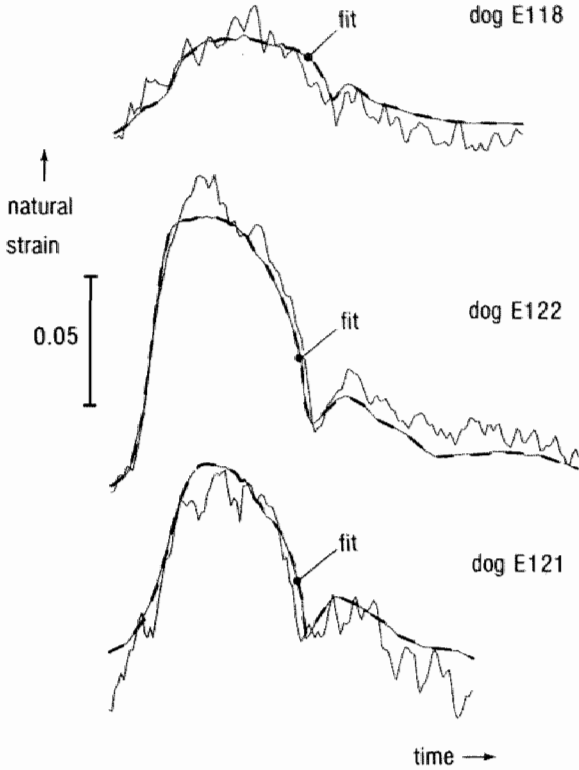 dog E118
fit
↑
natural
strain
0.05
dog E122
fit
dog E121
fit
time →